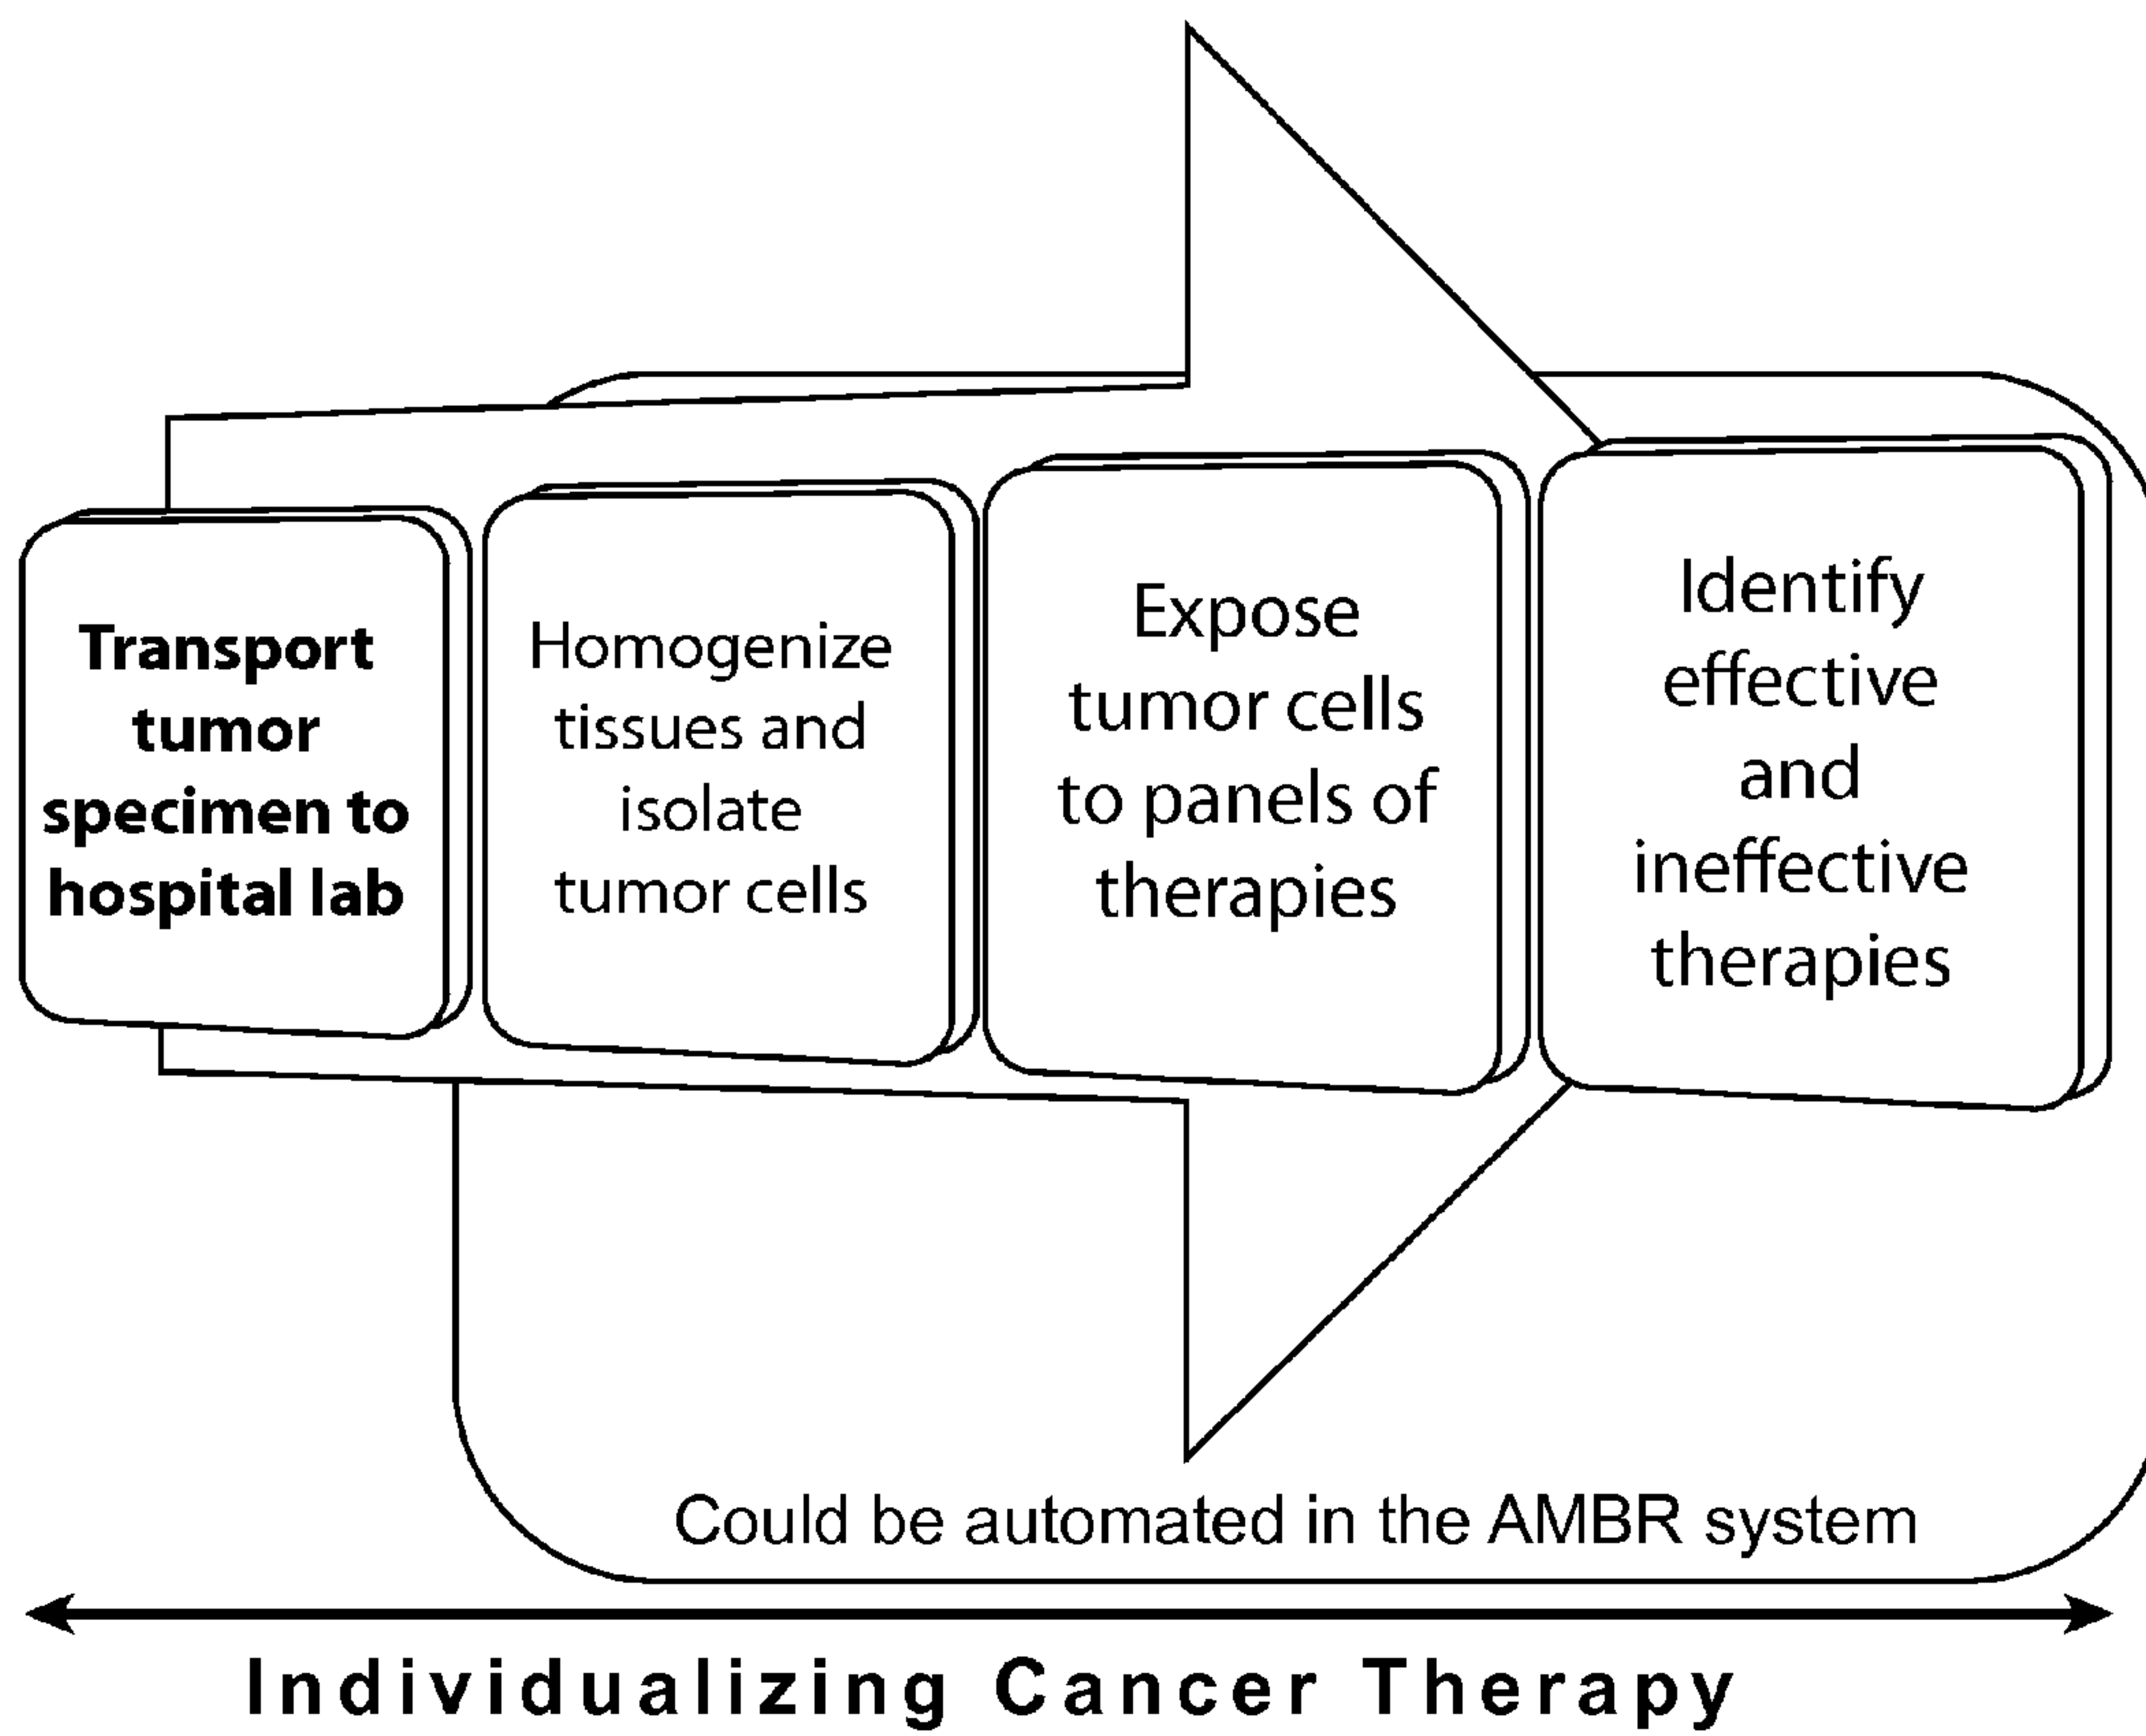 Transport
tumor
specimen to
hospital lab
Homogenize
tissues and
isolate
tumor cells
Expose
tumor cells
to panels of
therapies
Identify
effective
and
ineffective
therapies
Could be automated in the AMBR system
Individualizing Cancer Therapy